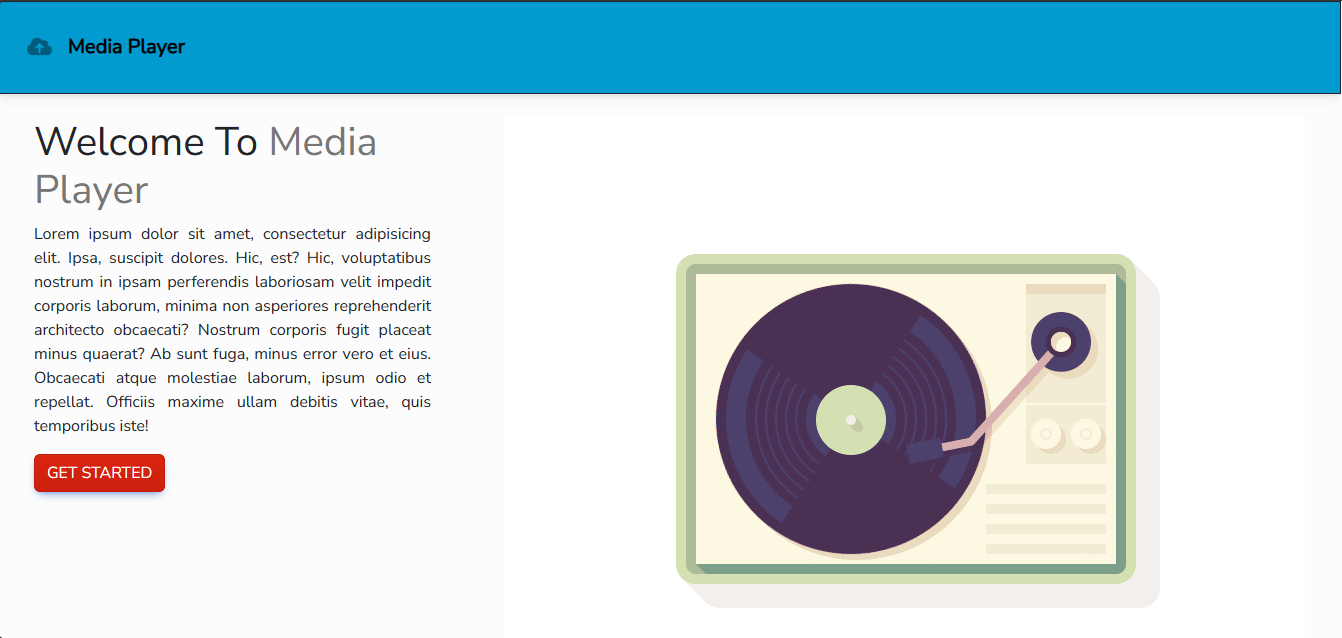 Media Player
Welcome To Media
Player
Lorem ipsum dolor sit amet, consectetur adipisicing
elit. Ipsa, suscipit dolores. Hic, est? Hic, voluptatibus
nostrum in ipsam perferendis laboriosam velit impedit
corporis laborum, minima non asperiores reprehenderit
architecto obcaecati? Nostrum corporis fugit placeat
minus quaerat? Ab sunt fuga, minus error vero et eius.
Obcaecati atque molestiae laborum, ipsum odio et
repellat. Officiis maxime ullam debitis vitae, quis
temporibus iste!
GET STARTED